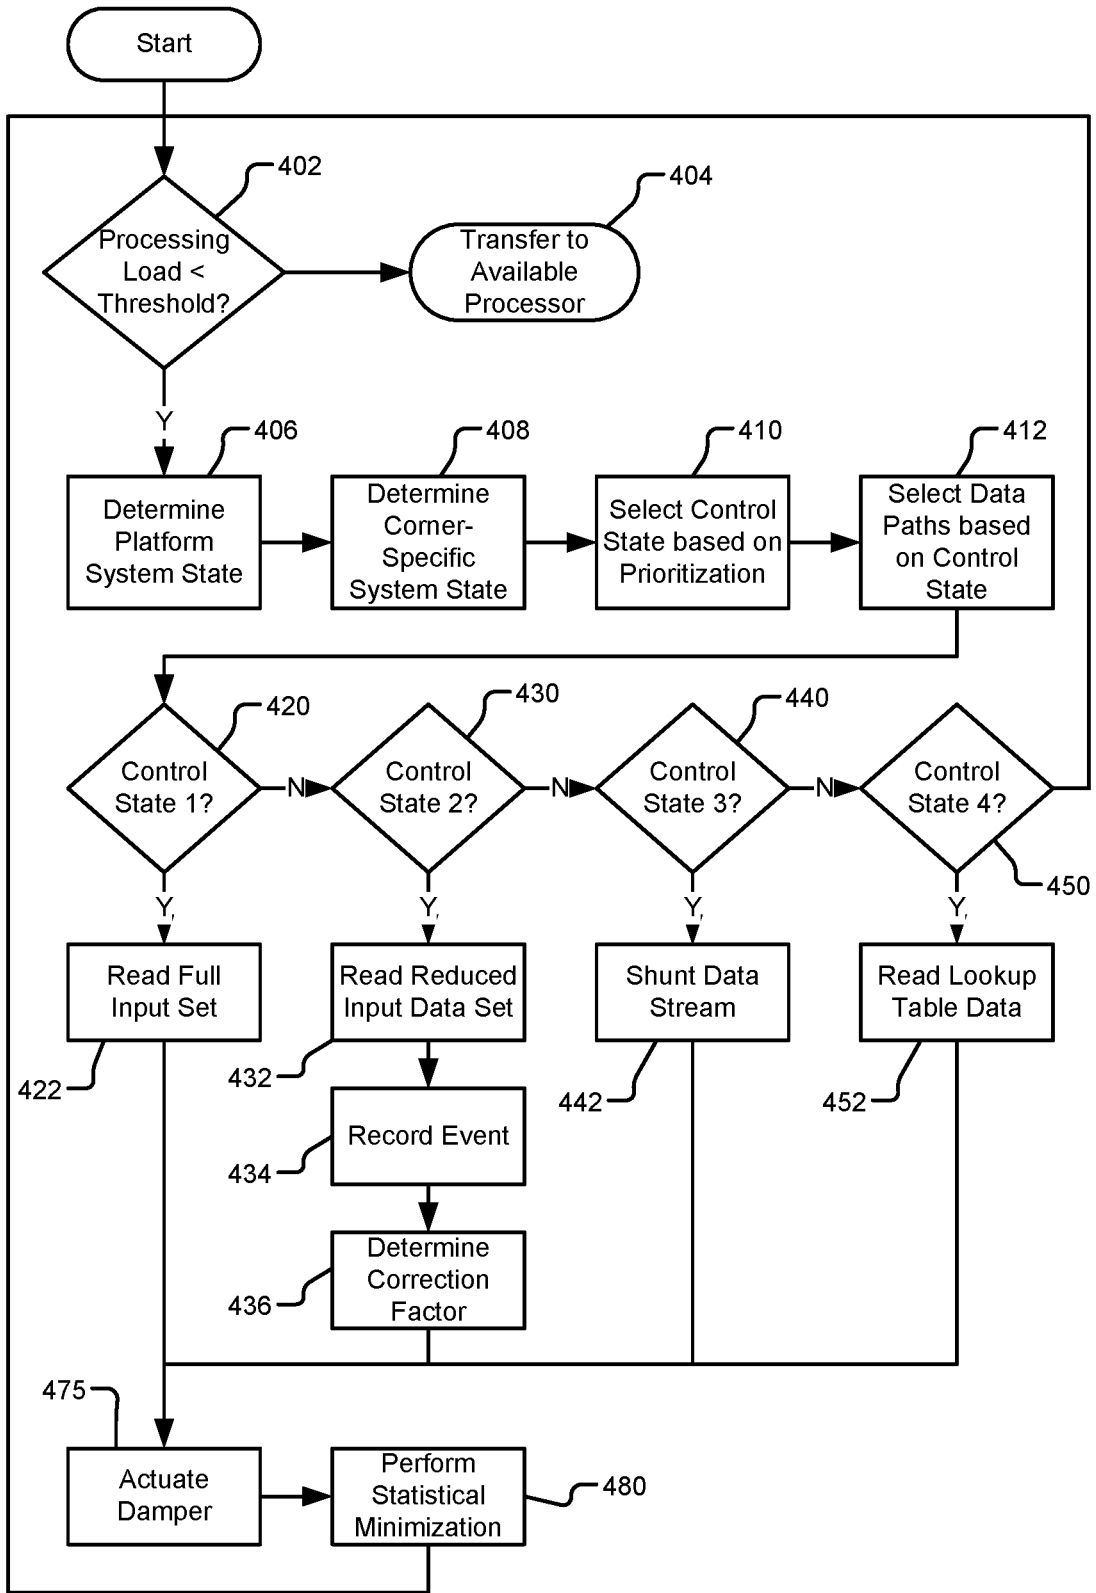 Start
402
Processing
Load <
Threshold?
404
Transfer to
Available
Processor
Y
406
Determine
Platform
System State
408
Determine
Corner-
Specific
System State
410
Select Control
State based on
Prioritization
412
Select Data
Paths based
on Control
State
420
Control
State 1?
N
430
Control
State 2?
N
440
Control
State 3?
N
Control
State 4?
450
Y,
Y,
Y,
Y,
Read Full
Input Set
422
Read Reduced
Input Data Set
432
Shunt Data
Stream
442
Read Lookup
Table Data
452
Record Event
434
Determine
Correction
Factor
436
475
Actuate
Damper
Perform
Statistical
Minimization
480